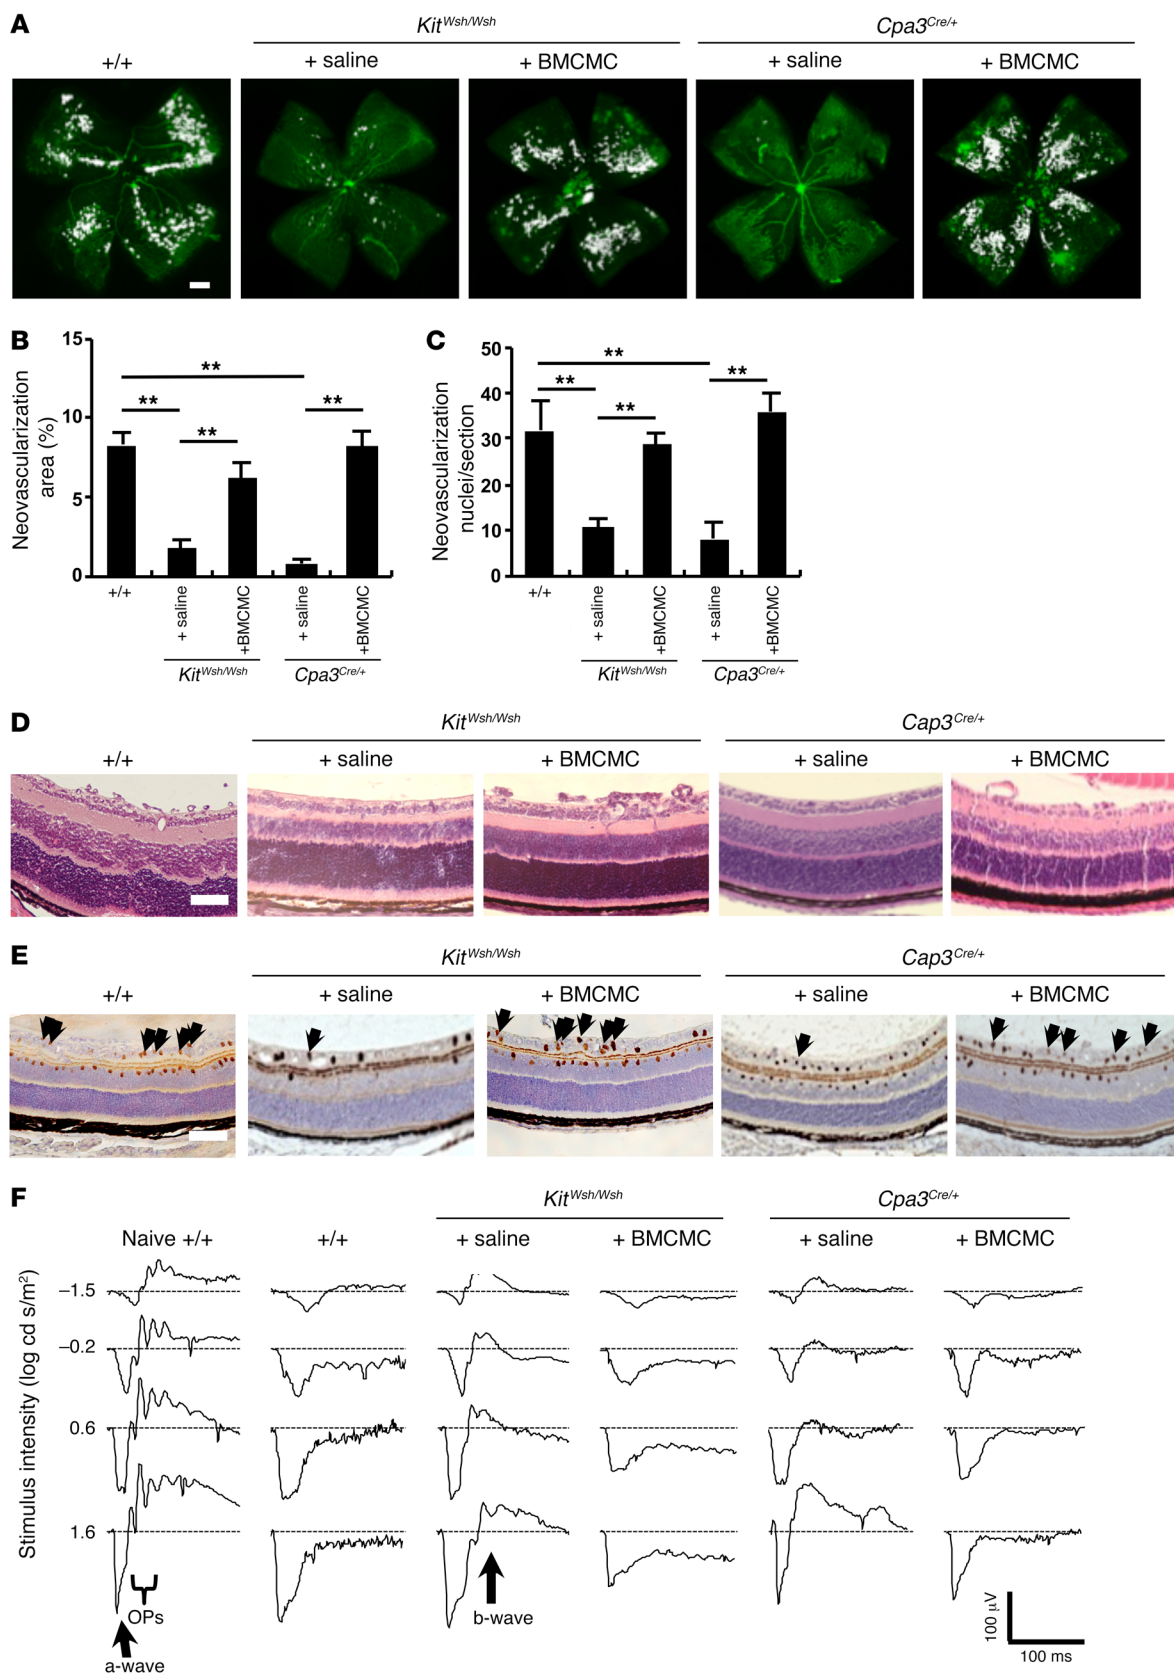 A
Kit^Wsh/Wsh
Cpa3^Cre/+
+/+
+ saline
+ BMCMC
+ saline
+ BMCMC
B
Neovascularization
area (%)
15
10
5
0
**
**
**
**
+/+
+ saline
+BMCMC
+ saline
+BMCMC
Kit^Wsh/Wsh
Cpa3^Cre/+
C
Neovascularization
nuclei/section
50
40
30
20
10
0
**
**
**
**
+/+
+ saline
+BMCMC
+ saline
+BMCMC
Kit^Wsh/Wsh
Cpa3^Cre/+
D
Kit^Wsh/Wsh
Cap3^Cre/+
+/+
+ saline
+ BMCMC
+ saline
+ BMCMC
E
Kit^Wsh/Wsh
Cap3^Cre/+
+/+
+ saline
+ BMCMC
+ saline
+ BMCMC
F
Kit^Wsh/Wsh
Cpa3^Cre/+
Naive +/+
+/+
+ saline
+ BMCMC
+ saline
+ BMCMC
Stimulus intensity (log cd s/m²)
–1.5
–0.2
0.6
1.6
OPs
a-wave
b-wave
100 µV
100 ms